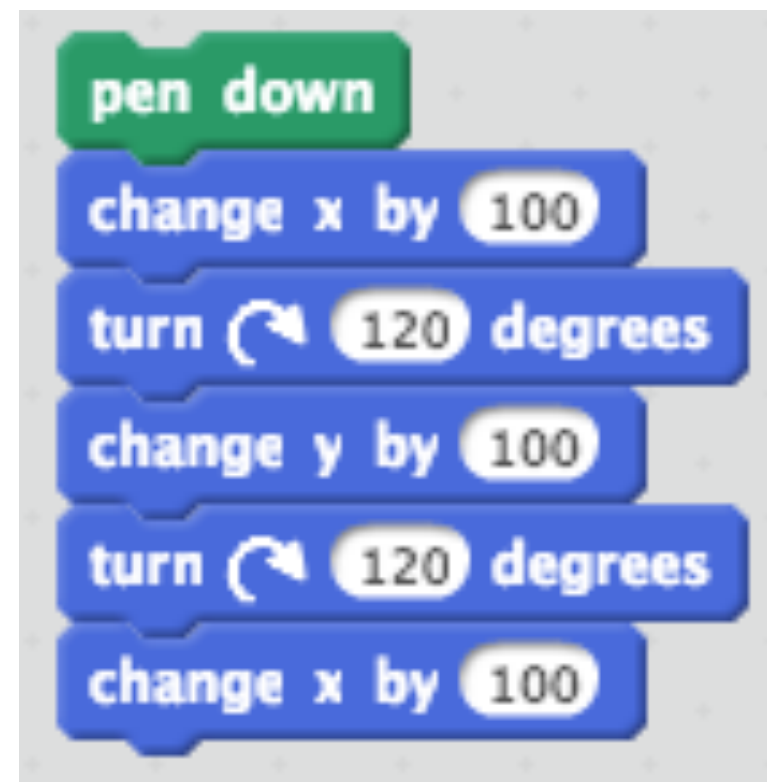 pen down
change x by 100
turn 120 degrees
change y by 100
turn 120 degrees
change x by 100